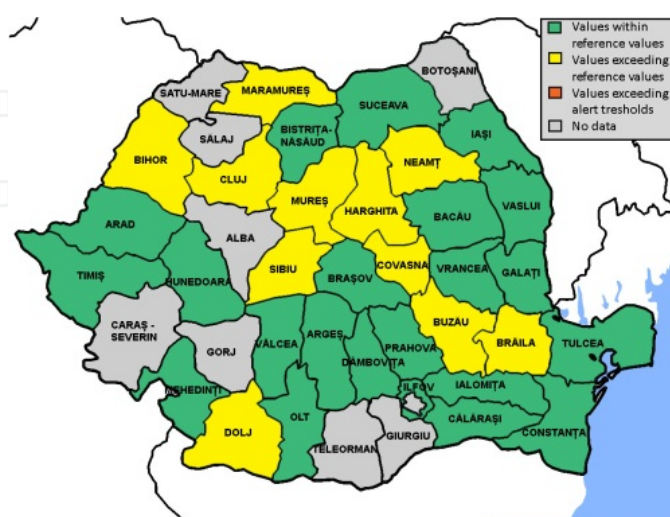 Values within
reference values
Values exceeding
reference values
Values exceeding
alert tresholds
No data
BOTOȘANI
SATU-MARE
MARAMUREȘ
SUCEAVA
SĂLAJ
BISTRIȚA-
NĂSĂUD
IAȘI
BIHOR
CLUJ
NEAMȚ
MUREȘ
HARGHITA
VASLUI
BACĂU
ARAD
ALBA
TIMIȘ
HUNEDOARA
SIBIU
BRAȘOV
COVASNA
VRANCEA
GALAȚI
CARAȘ -
SEVERIN
GORJ
VÂLCEA
ARGEȘ
BUZĂU
BRĂILA
TULCEA
PRAHOVA
DÂMBOVIȚA
MEHEDINȚI
ILFOV
IALOMIȚA
OLT
CĂLĂRAȘI
DOLJ
TELEORMAN
GIURGIU
CONSTANȚA